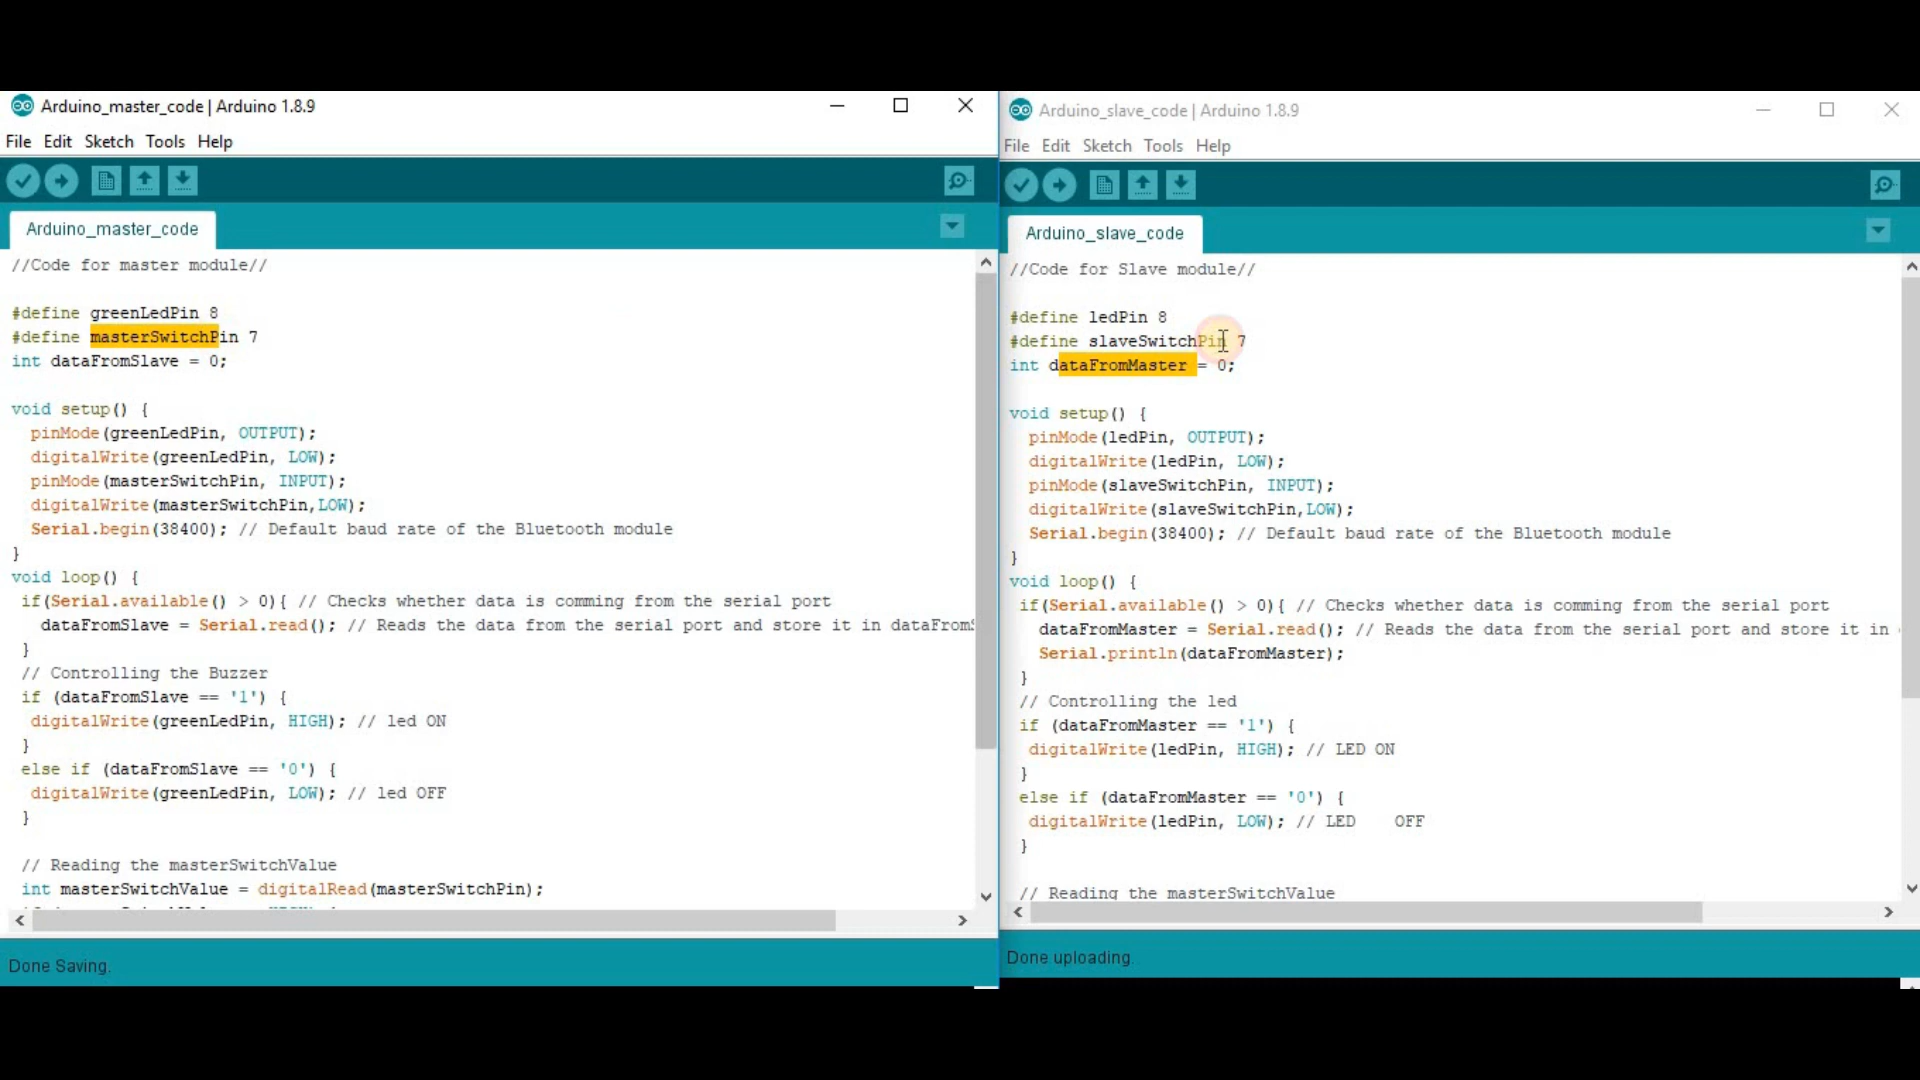 Arduino_master_code | Arduino 1.8.9
File Edit Sketch Tools Help
Arduino_master_code
//Code for master module//
#define greenLedPin 8
#define masterSwitchPin 7
int dataFromSlave = 0;
void setup() {
pinMode(greenLedPin, OUTPUT);
digitalWrite(greenLedPin, LOW);
pinMode(masterSwitchPin, INPUT);
digitalWrite(masterSwitchPin,LOW);
Serial.begin(38400); // Default baud rate of the Bluetooth module
}
void loop() {
if(Serial.available() > 0){ // Checks whether data is comming from the serial port
dataFromSlave = Serial.read(); // Reads the data from the serial port and store it in dataFromS
}
// Controlling the Buzzer
if (dataFromSlave == '1') {
digitalWrite(greenLedPin, HIGH); // led ON
}
else if (dataFromSlave == '0') {
digitalWrite(greenLedPin, LOW); // led OFF
}
// Reading the masterSwitchValue
int masterSwitchValue = digitalRead(masterSwitchPin);
Done Saving.
Arduino_slave_code | Arduino 1.8.9
File Edit Sketch Tools Help
Arduino_slave_code
//Code for Slave module//
#define ledPin 8
#define slaveSwitchPin 7
int dataFromMaster = 0;
void setup() {
pinMode(ledPin, OUTPUT);
digitalWrite(ledPin, LOW);
pinMode(slaveSwitchPin, INPUT);
digitalWrite(slaveSwitchPin,LOW);
Serial.begin(38400); // Default baud rate of the Bluetooth module
}
void loop() {
if(Serial.available() > 0){ // Checks whether data is comming from the serial port
dataFromMaster = Serial.read(); // Reads the data from the serial port and store it in
Serial.println(dataFromMaster);
}
// Controlling the led
if (dataFromMaster == '1') {
digitalWrite(ledPin, HIGH); // LED ON
}
else if (dataFromMaster == '0') {
digitalWrite(ledPin, LOW); // LED    OFF
}
// Reading the masterSwitchValue
Done uploading.